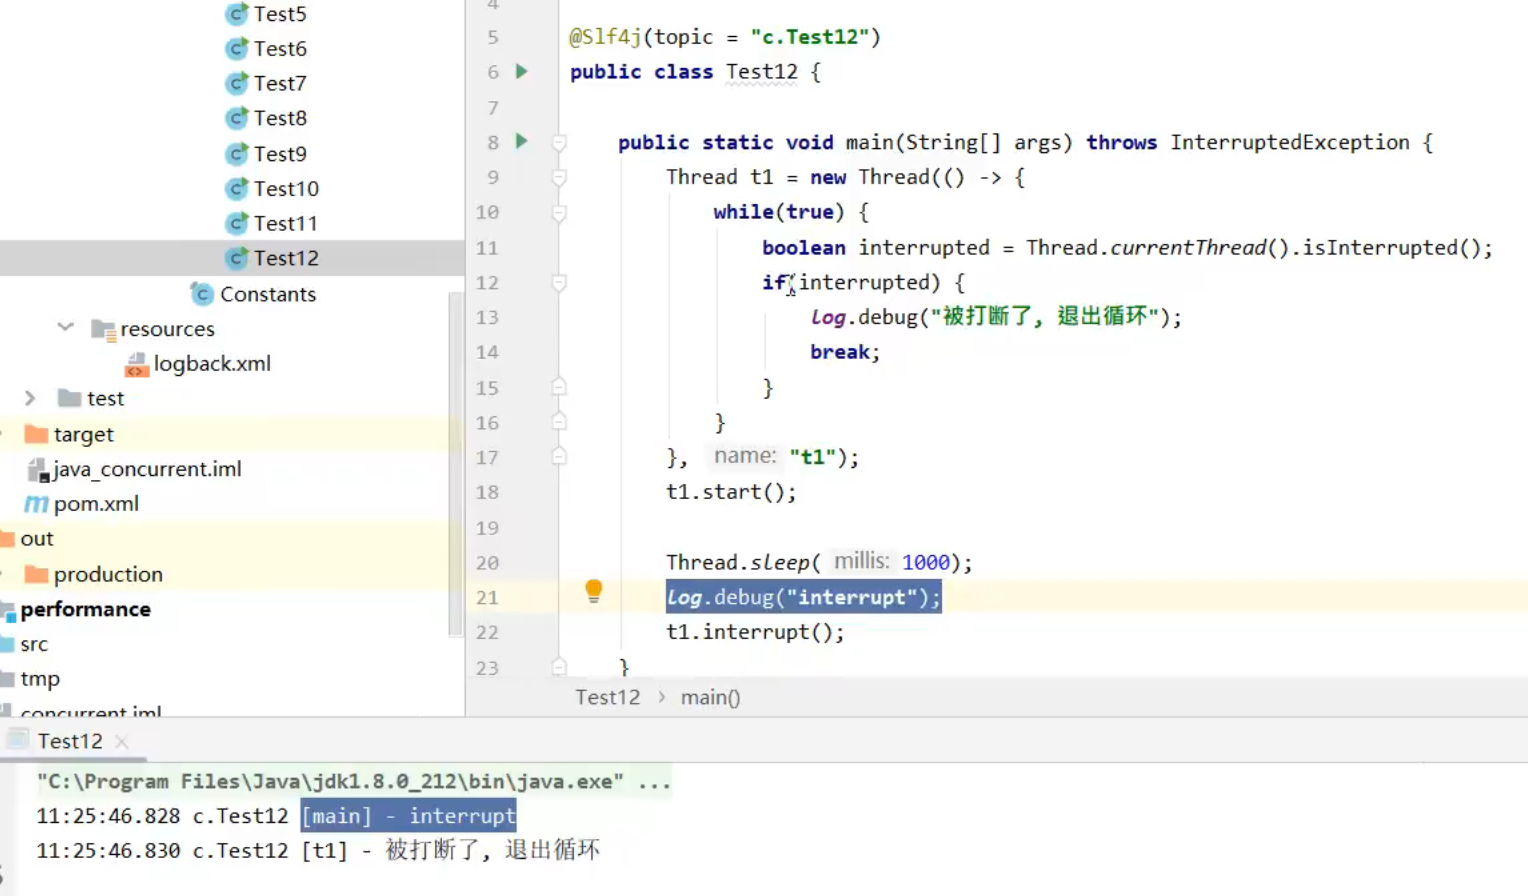 Test5
Test6
Test7
Test8
Test9
Test10
Test11
Test12
Constants
resources
logback.xml
test
target
java_concurrent.iml
pom.xml
out
production
performance
src
tmp
concurrent.iml
4
5 @Slf4j(topic = "c.Test12")
6 public class Test12 {
7
8 public static void main(String[] args) throws InterruptedException {
9 Thread t1 = new Thread(() -> {
10 while(true) {
11 boolean interrupted = Thread.currentThread().isInterrupted();
12 if(interrupted) {
13 log.debug("被打断了, 退出循环");
14 break;
15 }
16 }
17 }, name: "t1");
18 t1.start();
19
20 Thread.sleep( millis: 1000);
21 log.debug("interrupt");
22 t1.interrupt();
23 }
Test12 › main()
Test12
"C:\Program Files\Java\jdk1.8.0_212\bin\java.exe" ...
11:25:46.828 c.Test12 [main] - interrupt
11:25:46.830 c.Test12 [t1] - 被打断了, 退出循环